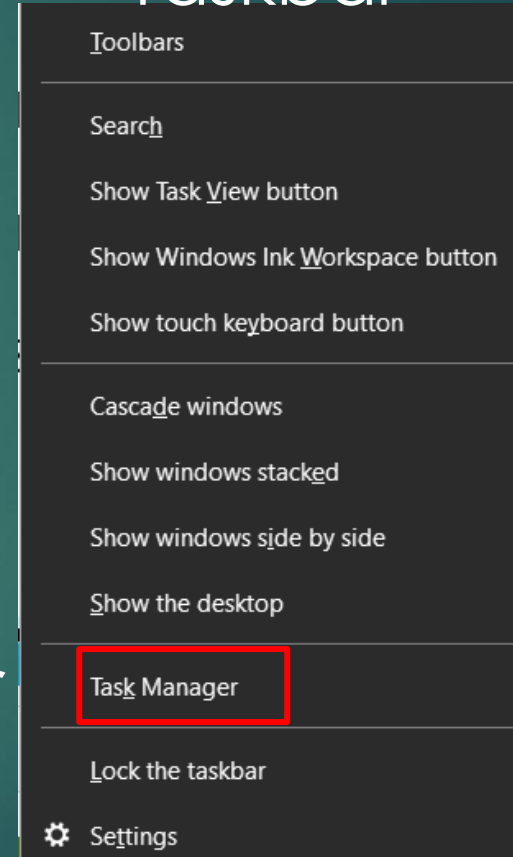 Toolbars
Search
Show Task View button
Show Windows Ink Workspace button
Show touch keyboard button
Cascade windows
Show windows stacked
Show windows side by side
Show the desktop
Task Manager
Lock the taskbar
Settings